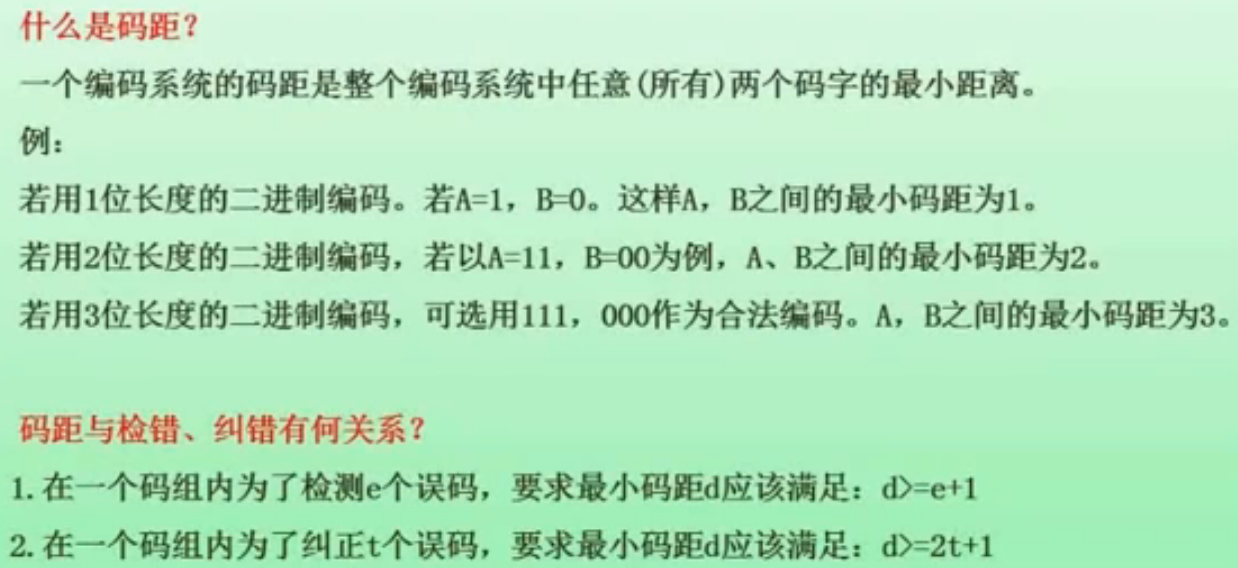 什么是码距?
一个编码系统的码距是整个编码系统中任意(所有)两个码字的最小距离。
例:
若用1位长度的二进制编码。若A=1，B=0。这样A，B之间的最小码距为1。
若用2位长度的二进制编码，若以A=11，B=00为例，A、B之间的最小码距为2。
若用3位长度的二进制编码，可选用111，000作为合法编码。A，B之间的最小码距为3。
码距与检错、纠错有何关系?
1.在一个码组内为了检测e个误码，要求最小码距d应该满足：d>=e+1
2.在一个码组内为了纠正t个误码，要求最小码距d应该满足：d>=2t+1